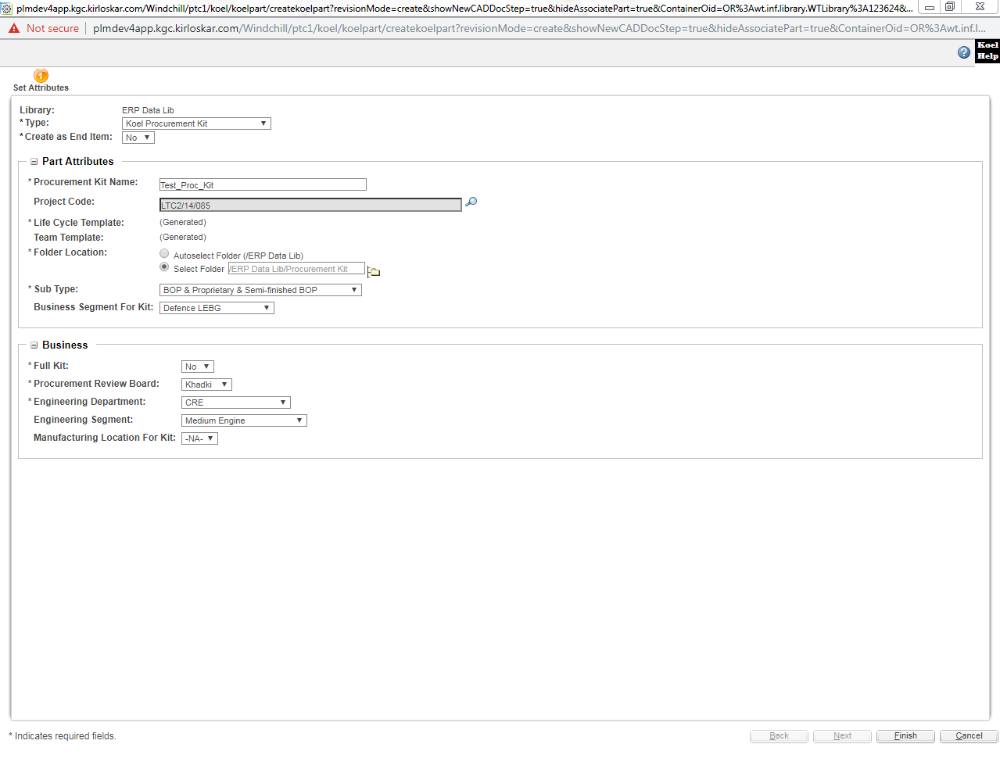 plmdev4app.kgc.kirloskar.com/Windchill/ptc1/koel/koelpart/createkoelpart?revisionMode=create&showNewCADDocStep=true&hideAssociatePart=true&ContainerOid=OR%3Awt.inf.library.WTLibrary%3A123624&...
Not secure | plmdev4app.kgc.kirloskar.com/Windchill/ptc1/koel/koelpart/createkoelpart?revisionMode=create&showNewCADDocStep=true&hideAssociatePart=true&ContainerOid=OR%3Awt.inf.l...
? Koel
Help
1
Set Attributes
Library: ERP Data Lib
*Type: Koel Procurement Kit
*Create as End Item: No
Part Attributes
*Procurement Kit Name: Test_Proc_Kit
Project Code: LTC2/14/085
*Life Cycle Template: (Generated)
Team Template: (Generated)
*Folder Location: Autoselect Folder (/ERP Data Lib)
Select Folder /ERP Data Lib/Procurement Kit
*Sub Type: BOP & Proprietary & Semi-finished BOP
Business Segment For Kit: Defence LEBG
Business
*Full Kit: No
*Procurement Review Board: Khadki
*Engineering Department: CRE
Engineering Segment: Medium Engine
Manufacturing Location For Kit: -NA-
* Indicates required fields. Back Next Finish Cancel